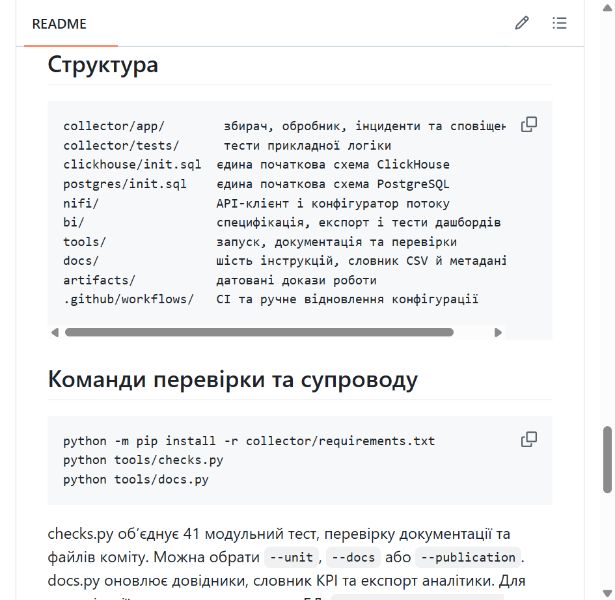 README
Структура
collector/app/ збирач, обробник, інциденти та сповіщен
collector/tests/ тести прикладної логіки
clickhouse/init.sql єдина початкова схема ClickHouse
postgres/init.sql єдина початкова схема PostgreSQL
nifi/ API-клієнт і конфігуратор потоку
bi/ специфікація, експорт і тести дашбордів
tools/ запуск, документація та перевірки
docs/ шість інструкцій, словник CSV й метадані
artifacts/ датовані докази роботи
.github/workflows/ CI та ручне відновлення конфігурації
Команди перевірки та супроводу
python -m pip install -r collector/requirements.txt
python tools/checks.py
python tools/docs.py
checks.py об’єднує 41 модульний тест, перевірку документації та
файлів коміту. Можна обрати --unit, --docs або --publication.
docs.py оновлює довідники, словник KPI та експорт аналітики. Для